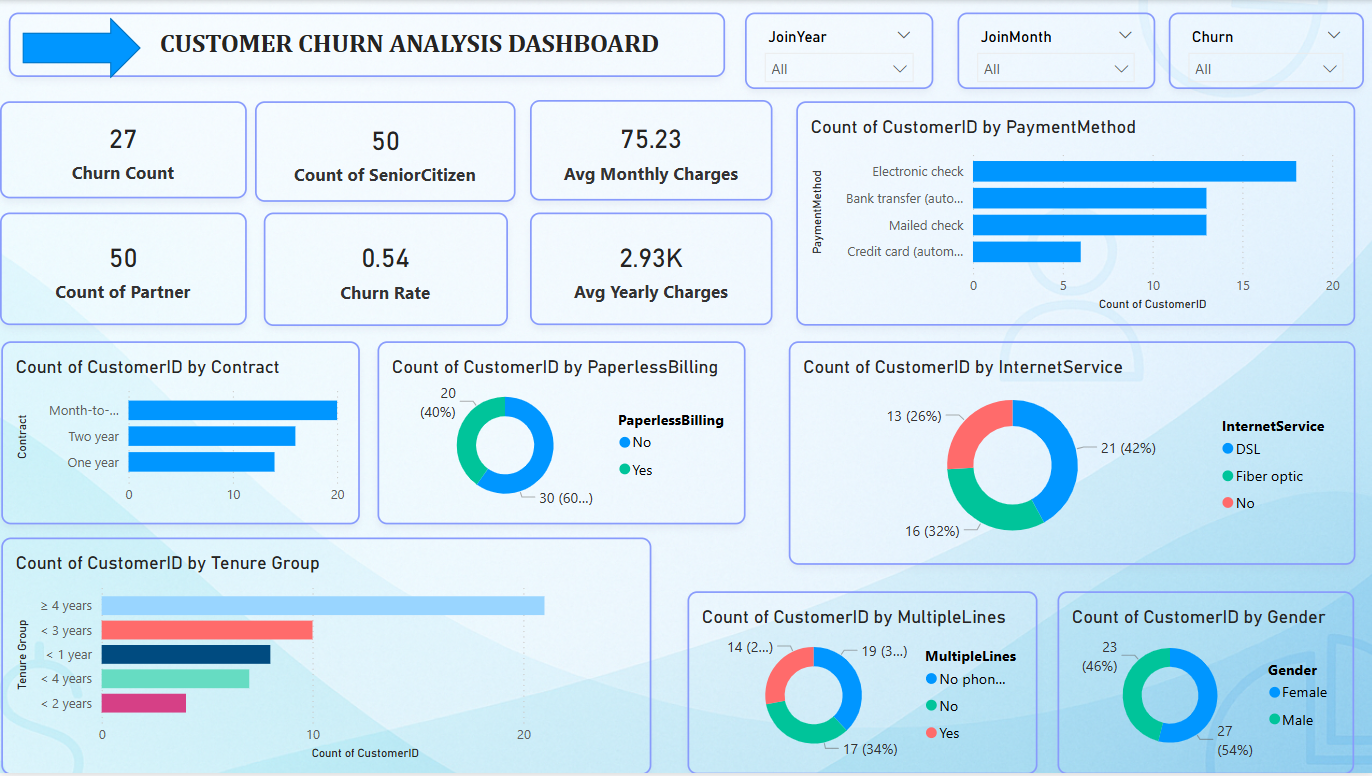 CUSTOMER CHURN ANALYSIS DASHBOARD
JoinYear
All
JoinMonth
All
Churn
All
27
Churn Count
50
Count of SeniorCitizen
75.23
Avg Monthly Charges
50
Count of Partner
0.54
Churn Rate
2.93K
Avg Yearly Charges
Count of CustomerID by PaymentMethod
PaymentMethod
Electronic check
Bank transfer (auto...
Mailed check
Credit card (autom...
0 5 10 15 20
Count of CustomerID
Count of CustomerID by Contract
Contract
Month-to-...
Two year
One year
0 10 20
Count of CustomerID by PaperlessBilling
20
(40%)
30 (60...)
PaperlessBilling
No
Yes
Count of CustomerID by InternetService
13 (26%)
21 (42%)
16 (32%)
InternetService
DSL
Fiber optic
No
Count of CustomerID by Tenure Group
Tenure Group
≥ 4 years
< 3 years
< 1 year
< 4 years
< 2 years
0 10 20
Count of CustomerID
Count of CustomerID by MultipleLines
14 (2...)
19 (3...)
17 (34%)
MultipleLines
No phon...
No
Yes
Count of CustomerID by Gender
23
(46%)
27
(54%)
Gender
Female
Male